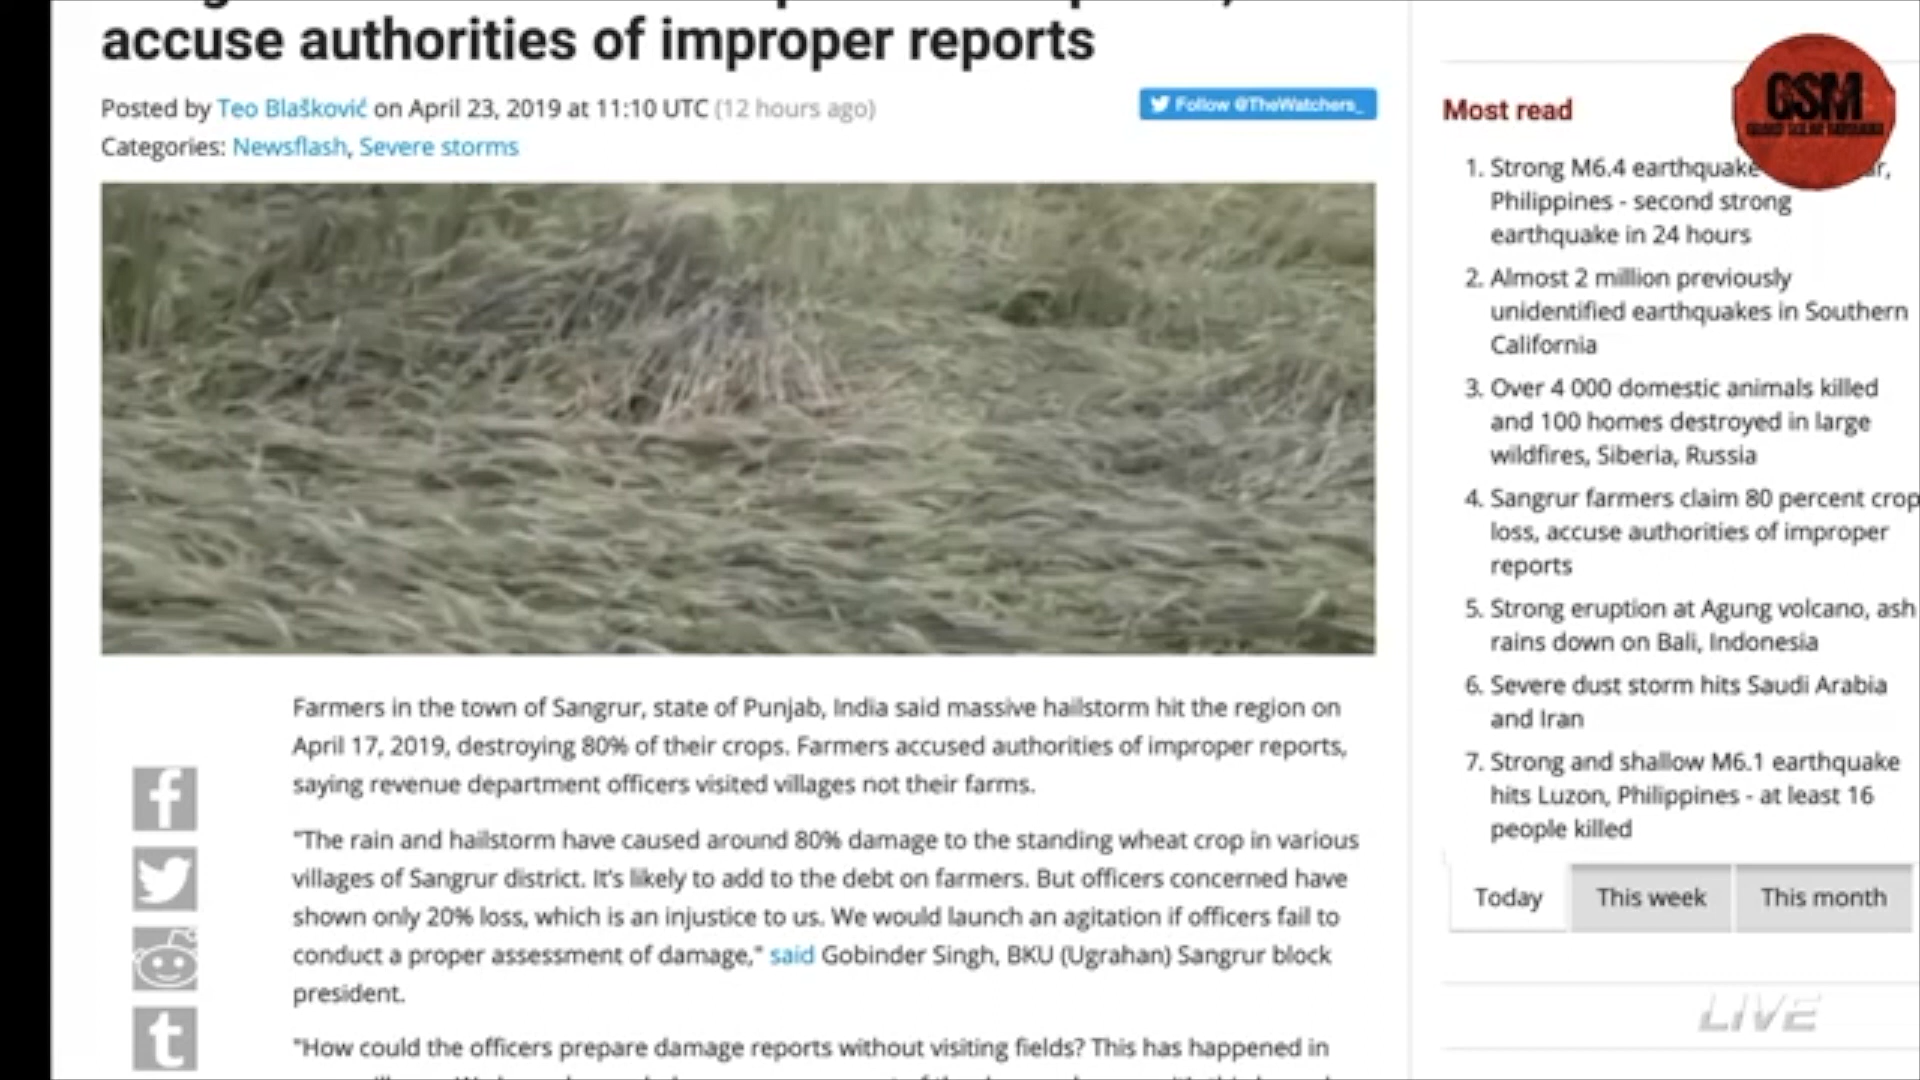 accuse authorities of improper reports
Posted by Teo Blašković on April 23, 2019 at 11:10 UTC (12 hours ago)
Follow @TheWatchers_
Categories: Newsflash, Severe storms
Farmers in the town of Sangrur, state of Punjab, India said massive hailstorm hit the region on
April 17, 2019, destroying 80% of their crops. Farmers accused authorities of improper reports,
saying revenue department officers visited villages not their farms.
"The rain and hailstorm have caused around 80% damage to the standing wheat crop in various
villages of Sangrur district. It's likely to add to the debt on farmers. But officers concerned have
shown only 20% loss, which is an injustice to us. We would launch an agitation if officers fail to
conduct a proper assessment of damage," said Gobinder Singh, BKU (Ugrahan) Sangrur block
president.
"How could the officers prepare damage reports without visiting fields? This has happened in
Most read
GSM
1. Strong M6.4 earthquake
Philippines - second strong
earthquake in 24 hours
2. Almost 2 million previously
unidentified earthquakes in Southern
California
3. Over 4 000 domestic animals killed
and 100 homes destroyed in large
wildfires, Siberia, Russia
4. Sangrur farmers claim 80 percent crop
loss, accuse authorities of improper
reports
5. Strong eruption at Agung volcano, ash
rains down on Bali, Indonesia
6. Severe dust storm hits Saudi Arabia
and Iran
7. Strong and shallow M6.1 earthquake
hits Luzon, Philippines - at least 16
people killed
Today
This week
This month
LIVE